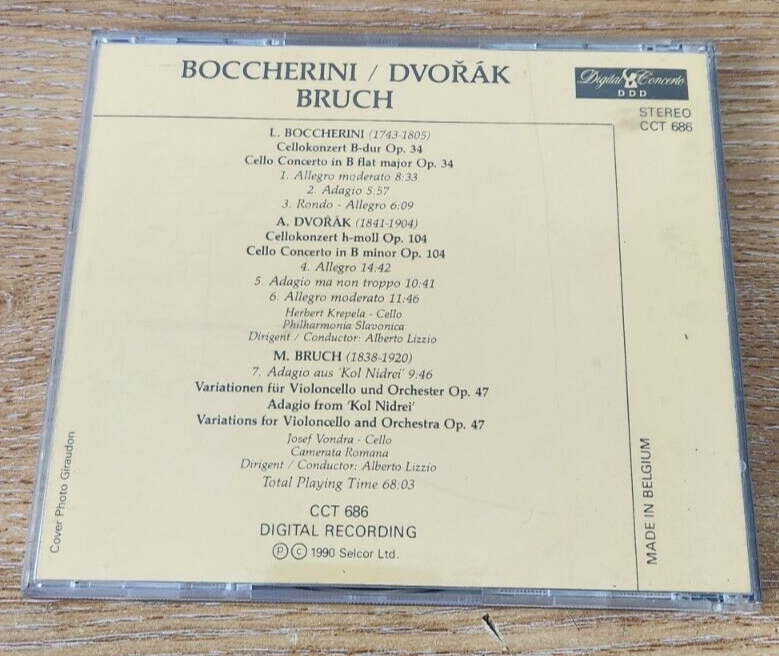 BOCCHERINI / DVOŘÁK
BRUCH
Digital Concerto
DDD
STEREO
CCT 686
L. BOCCHERINI (1743-1805)
Cellokonzert B-dur Op. 34
Cello Concerto in B flat major Op. 34
1. Allegro moderato 8:33
2. Adagio 5:57
3. Rondo - Allegro 6:09
A. DVOŘÁK (1841-1904)
Cellokonzert h-moll Op. 104
Cello Concerto in B minor Op. 104
4. Allegro 14:42
5. Adagio ma non troppo 10:41
6. Allegro moderato 11:46
Herbert Krepela - Cello
Philharmonia Slavonica
Dirigent / Conductor: Alberto Lizzio
M. BRUCH (1838-1920)
7. Adagio aus 'Kol Nidrei' 9:46
Variationen für Violoncello und Orchester Op. 47
Adagio from 'Kol Nidrei'
Variations for Violoncello and Orchestra Op. 47
Josef Vondra - Cello
Camerata Romana
Dirigent / Conductor: Alberto Lizzio
Total Playing Time 68:03
CCT 686
DIGITAL RECORDING
Ⓟ © 1990 Selcor Ltd.
Cover Photo Giraudon
MADE IN BELGIUM